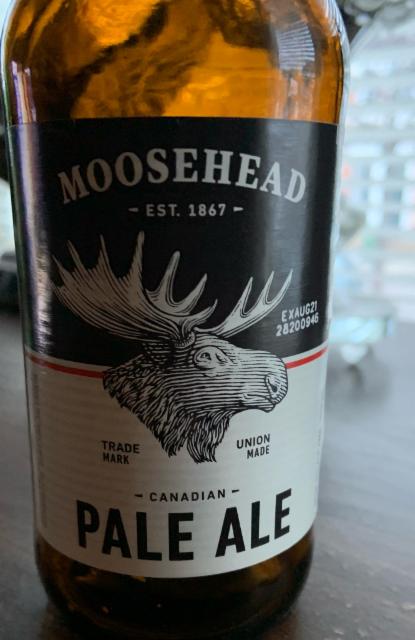 MOOSEHEAD
- EST. 1867 -
EXAUG21
28200946
TRADE
MARK
UNION
MADE
- CANADIAN -
PALE ALE